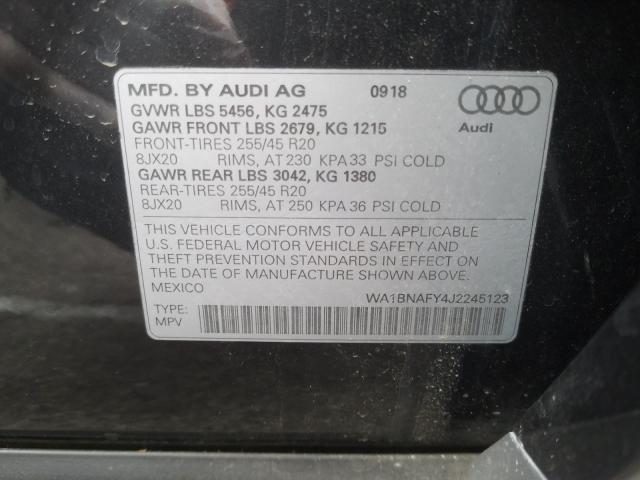 MFD. BY AUDI AG 0918
GVWR LBS 5456, KG 2475
GAWR FRONT LBS 2679, KG 1215
Audi
FRONT-TIRES 255/45 R20
8JX20 RIMS, AT 230 KPA 33 PSI COLD
GAWR REAR LBS 3042, KG 1380
REAR-TIRES 255/45 R20
8JX20 RIMS, AT 250 KPA 36 PSI COLD
THIS VEHICLE CONFORMS TO ALL APPLICABLE
U.S. FEDERAL MOTOR VEHICLE SAFETY AND
THEFT PREVENTION STANDARDS IN EFFECT ON
THE DATE OF MANUFACTURE SHOWN ABOVE.
MEXICO
WA1BNAFY4J2245123
TYPE:
MPV